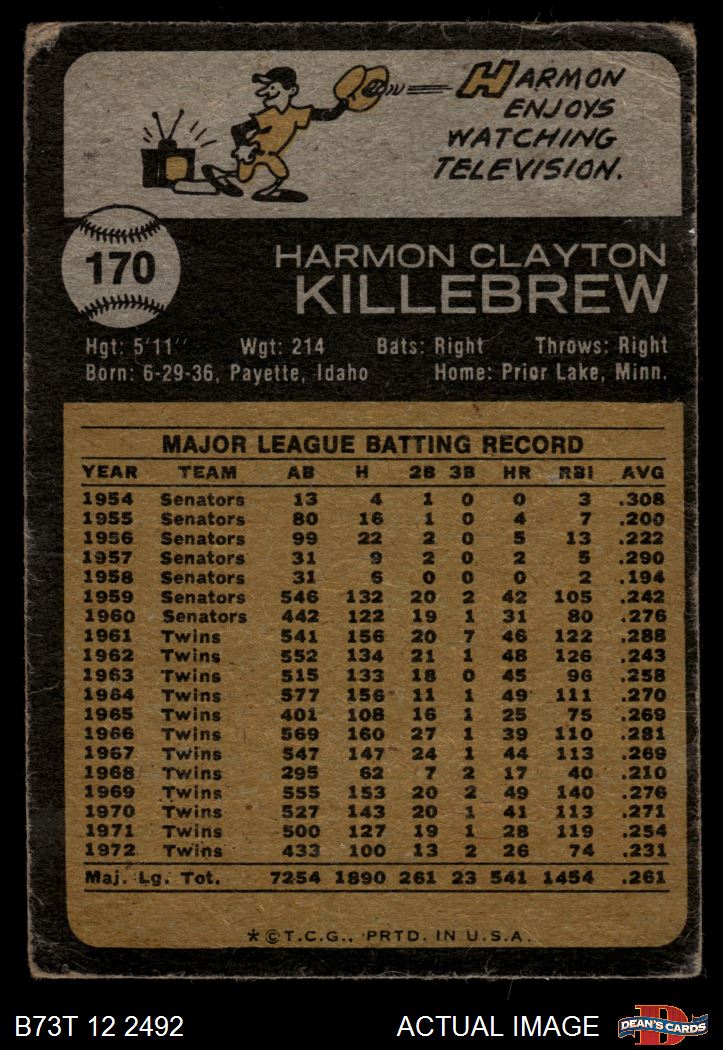 HARMON
ENJOYS
WATCHING
TELEVISION.
170
HARMON CLAYTON
KILLEBREW
Hgt: 5'11" Wgt: 214 Bats: Right Throws: Right
Born: 6-29-36, Payette, Idaho Home: Prior Lake, Minn.
MAJOR LEAGUE BATTING RECORD
YEAR TEAM AB H 2B 3B HR RBI AVG
1954 Senators 13 4 1 0 0 3 .308
1955 Senators 80 16 1 0 4 7 .200
1956 Senators 99 22 2 0 5 13 .222
1957 Senators 31 9 2 0 2 5 .290
1958 Senators 31 6 0 0 0 2 .194
1959 Senators 546 132 20 2 42 105 .242
1960 Senators 442 122 19 1 31 80 .276
1961 Twins 541 156 20 7 46 122 .288
1962 Twins 552 134 21 1 48 126 .243
1963 Twins 515 133 18 0 45 96 .258
1964 Twins 577 156 11 1 49 111 .270
1965 Twins 401 108 16 1 25 75 .269
1966 Twins 569 160 27 1 39 110 .281
1967 Twins 547 147 24 1 44 113 .269
1968 Twins 295 62 7 2 17 40 .210
1969 Twins 555 153 20 2 49 140 .276
1970 Twins 527 143 20 1 41 113 .271
1971 Twins 500 127 19 1 28 119 .254
1972 Twins 433 100 13 2 26 74 .231
Maj. Lg. Tot. 7254 1890 261 23 541 1454 .261
*©T.C.G., PRTD. IN U.S.A.
B73T 12 2492 ACTUAL IMAGE DEAN'S CARDS